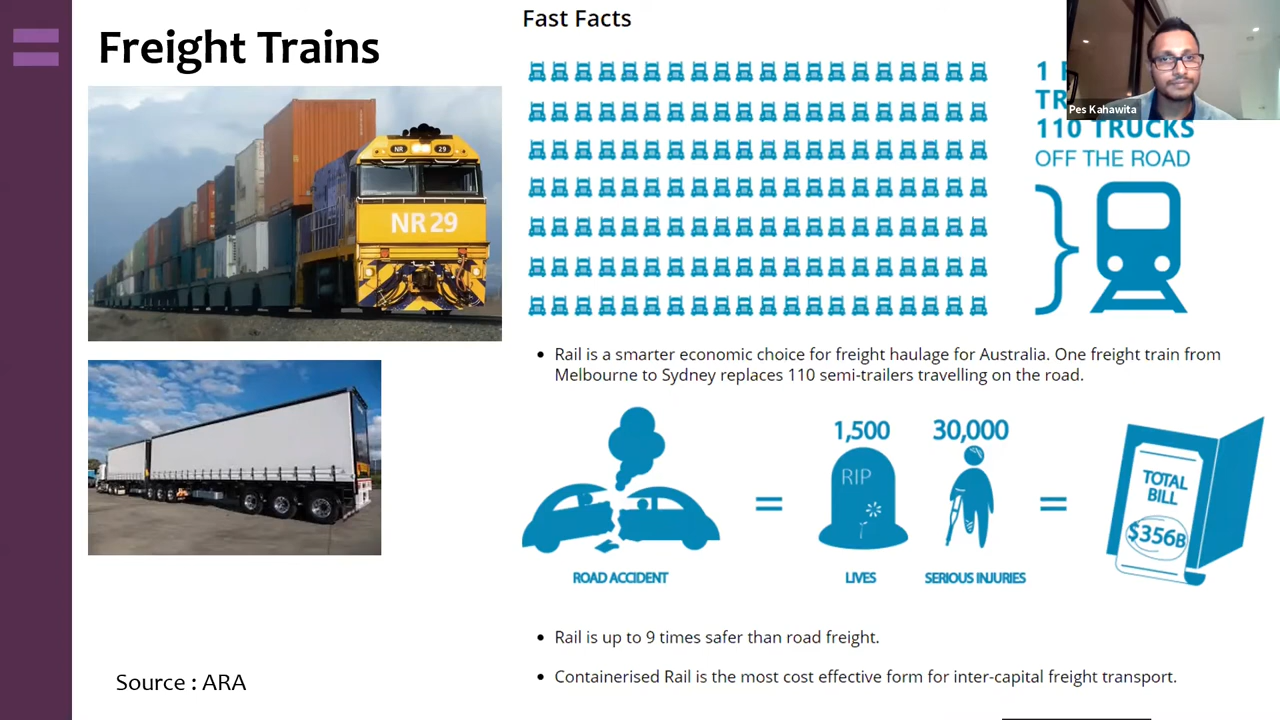 Freight Trains
NR 29
NR 29
Source : ARA
Fast Facts
1
TR
110 TRUCKS
OFF THE ROAD
Pes Kahawita
• Rail is a smarter economic choice for freight haulage for Australia. One freight train from
Melbourne to Sydney replaces 110 semi-trailers travelling on the road.
ROAD ACCIDENT
=
1,500
RIP
LIVES
30,000
SERIOUS INJURIES
=
TOTAL
BILL
$356B
• Rail is up to 9 times safer than road freight.
• Containerised Rail is the most cost effective form for inter-capital freight transport.